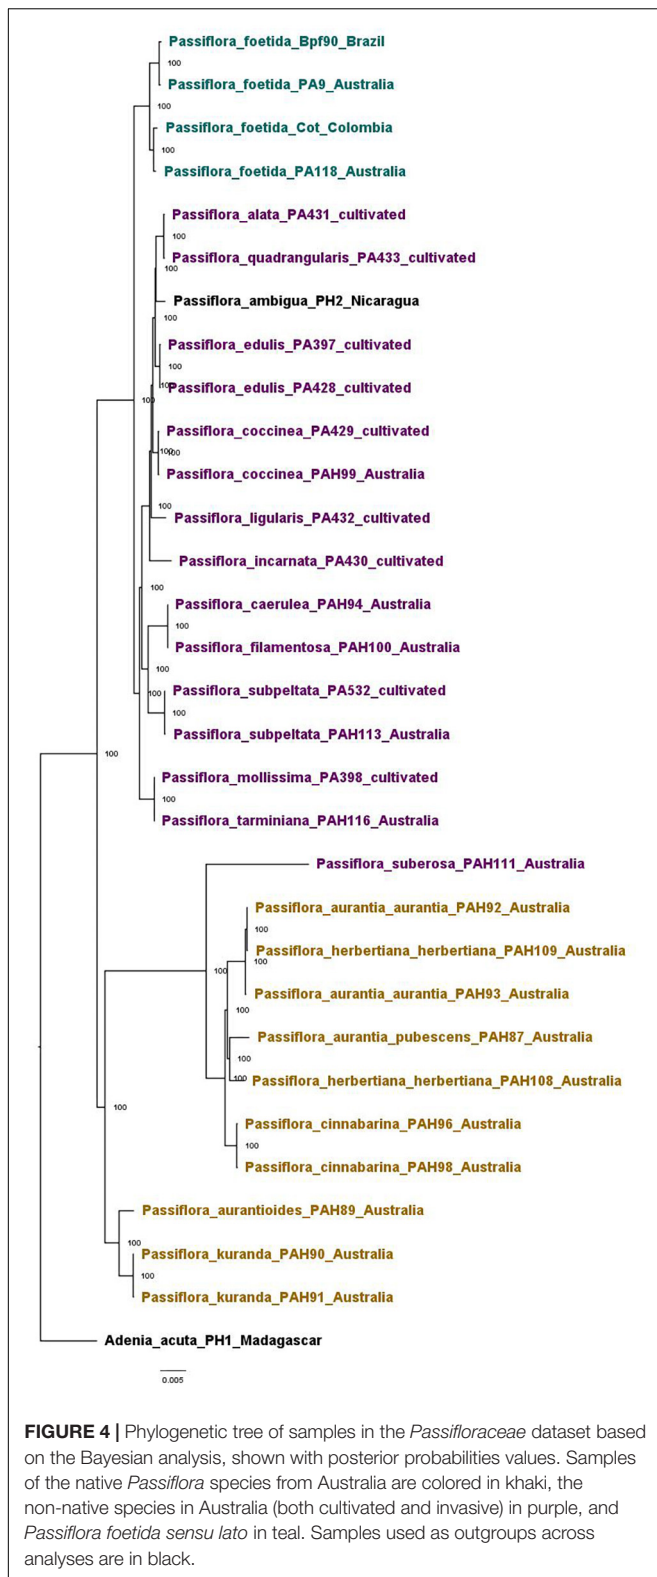 Passiflora_foetida_Bpf90_Brazil
100
Passiflora_foetida_PA9_Australia
100
Passiflora_foetida_Cot_Colombia
100
Passiflora_foetida_PA118_Australia
Passiflora_alata_PA431_cultivated
100
Passiflora_quadrangularis_PA433_cultivated
100
Passiflora_ambigua_PH2_Nicaragua
100
Passiflora_edulis_PA397_cultivated
100
100
Passiflora_edulis_PA428_cultivated
100
Passiflora_coccinea_PA429_cultivated
100
100
Passiflora_coccinea_PAH99_Australia
100
Passiflora_ligularis_PA432_cultivated
Passiflora_incarnata_PA430_cultivated
100
Passiflora_caerulea_PAH94_Australia
100
Passiflora_filamentosa_PAH100_Australia
100
Passiflora_subpeltata_PA532_cultivated
100
100
Passiflora_subpeltata_PAH113_Australia
100
Passiflora_mollissima_PA398_cultivated
100
Passiflora_tarminiana_PAH116_Australia
Passiflora_suberosa_PAH111_Australia
Passiflora_aurantia_aurantia_PAH92_Australia
100
Passiflora_herbertiana_herbertiana_PAH109_Australia
100
100
Passiflora_aurantia_aurantia_PAH93_Australia
100
Passiflora_aurantia_pubescens_PAH87_Australia
100
100
Passiflora_herbertiana_herbertiana_PAH108_Australia
100
Passiflora_cinnabarina_PAH96_Australia
100
Passiflora_cinnabarina_PAH98_Australia
Passiflora_aurantioides_PAH89_Australia
100
Passiflora_kuranda_PAH90_Australia
100
Passiflora_kuranda_PAH91_Australia
Adenia_acuta_PH1_Madagascar
0.005
FIGURE 4 | Phylogenetic tree of samples in the Passifloraceae dataset based
on the Bayesian analysis, shown with posterior probabilities values. Samples
of the native Passiflora species from Australia are colored in khaki, the
non-native species in Australia (both cultivated and invasive) in purple, and
Passiflora foetida sensu lato in teal. Samples used as outgroups across
analyses are in black.